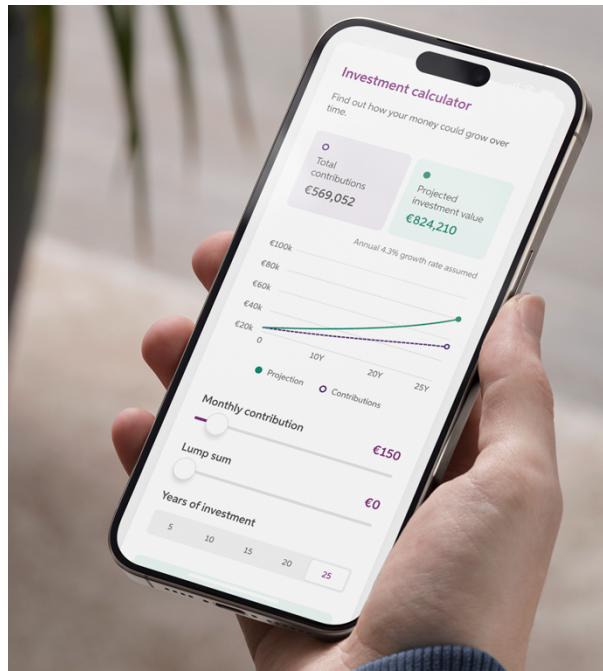 Investment calculator
Find out how your money could grow over
time.
Total
contributions
€569,052
Projected
investment value
€824,210
Annual 4.3% growth rate assumed
€100k
€80k
€60k
€40k
€20k
0
10Y
20Y
25Y
Projection
Contributions
Monthly contribution
€150
Lump sum
€0
Years of investment
5
10
15
20
25